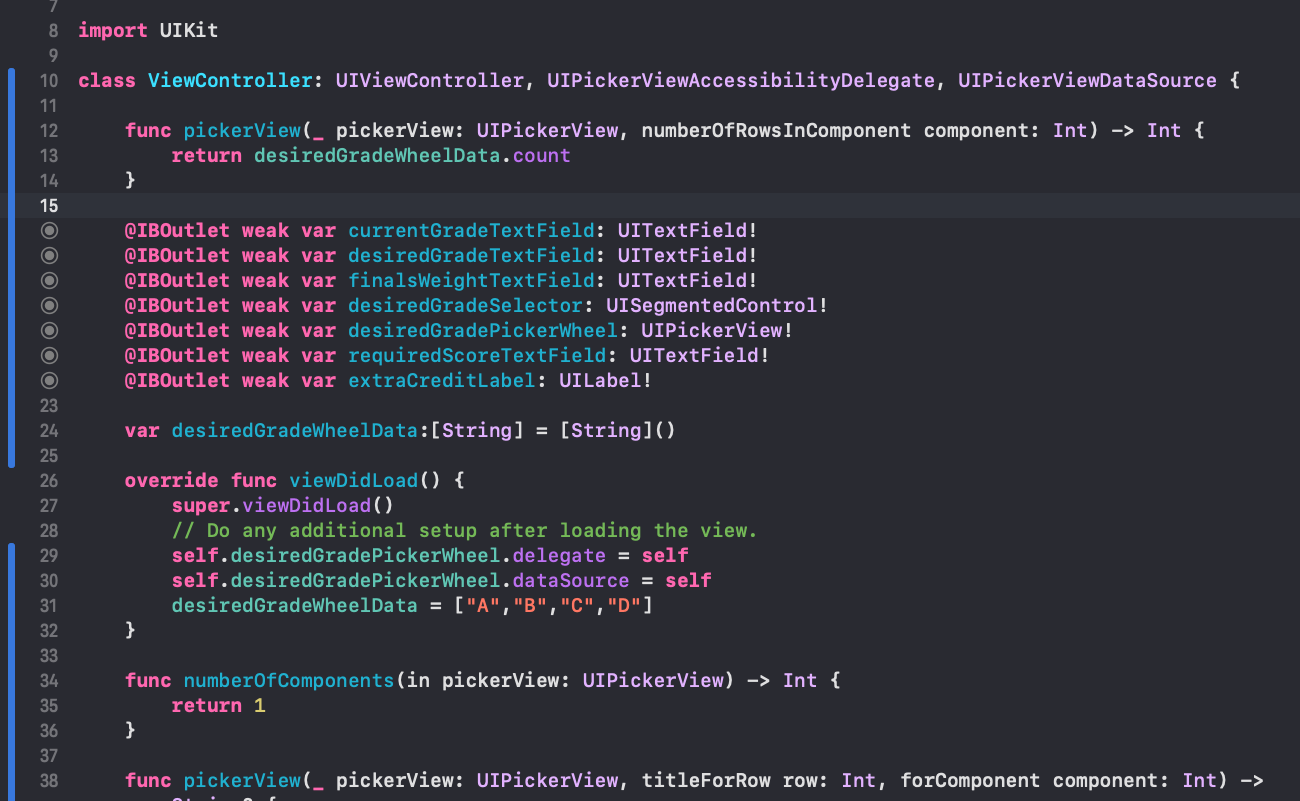 7
8 import UIKit
9
10 class ViewController: UIViewController, UIPickerViewAccessibilityDelegate, UIPickerViewDataSource {
11
12     func pickerView(_ pickerView: UIPickerView, numberOfRowsInComponent component: Int) -> Int {
13         return desiredGradeWheelData.count
14     }
15
    @IBOutlet weak var currentGradeTextField: UITextField!
    @IBOutlet weak var desiredGradeTextField: UITextField!
    @IBOutlet weak var finalsWeightTextField: UITextField!
    @IBOutlet weak var desiredGradeSelector: UISegmentedControl!
    @IBOutlet weak var desiredGradePickerWheel: UIPickerView!
    @IBOutlet weak var requiredScoreTextField: UITextField!
    @IBOutlet weak var extraCreditLabel: UILabel!
23
24     var desiredGradeWheelData:[String] = [String]()
25
26     override func viewDidLoad() {
27         super.viewDidLoad()
28         // Do any additional setup after loading the view.
29         self.desiredGradePickerWheel.delegate = self
30         self.desiredGradePickerWheel.dataSource = self
31         desiredGradeWheelData = ["A","B","C","D"]
32     }
33
34     func numberOfComponents(in pickerView: UIPickerView) -> Int {
35         return 1
36     }
37
38     func pickerView(_ pickerView: UIPickerView, titleForRow row: Int, forComponent component: Int) ->